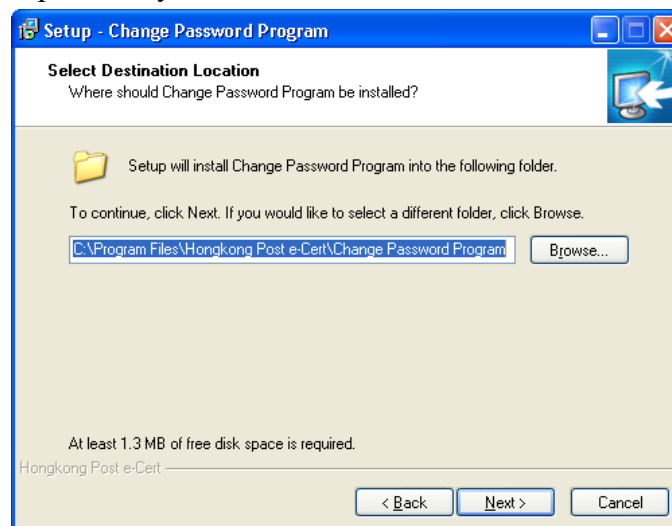 Setup - Change Password Program
Select Destination Location
Where should Change Password Program be installed?
Setup will install Change Password Program into the following folder.
To continue, click Next. If you would like to select a different folder, click Browse.
C:\Program Files\Hongkong Post e-Cert\Change Password Program
Browse...
At least 1.3 MB of free disk space is required.
Hongkong Post e-Cert
< Back
Next >
Cancel